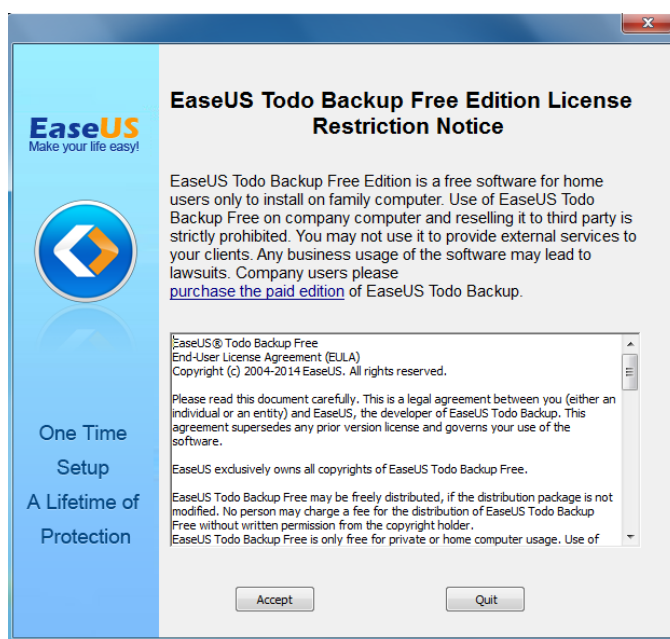 EaseUS
Make your life easy!
One Time
Setup
A Lifetime of
Protection
EaseUS Todo Backup Free Edition License
Restriction Notice
EaseUS Todo Backup Free Edition is a free software for home
users only to install on family computer. Use of EaseUS Todo
Backup Free on company computer and reselling it to third party is
strictly prohibited. You may not use it to provide external services to
your clients. Any business usage of the software may lead to
lawsuits. Company users please
purchase the paid edition of EaseUS Todo Backup.
EaseUS® Todo Backup Free
End-User License Agreement (EULA)
Copyright (c) 2004-2014 EaseUS. All rights reserved.
Please read this document carefully. This is a legal agreement between you (either an
individual or an entity) and EaseUS, the developer of EaseUS Todo Backup. This
agreement supersedes any prior version license and governs your use of the
software.
EaseUS exclusively owns all copyrights of EaseUS Todo Backup Free.
EaseUS Todo Backup Free may be freely distributed, if the distribution package is not
modified. No person may charge a fee for the distribution of EaseUS Todo Backup
Free without written permission from the copyright holder.
EaseUS Todo Backup Free is only free for private or home computer usage. Use of
Accept
Quit